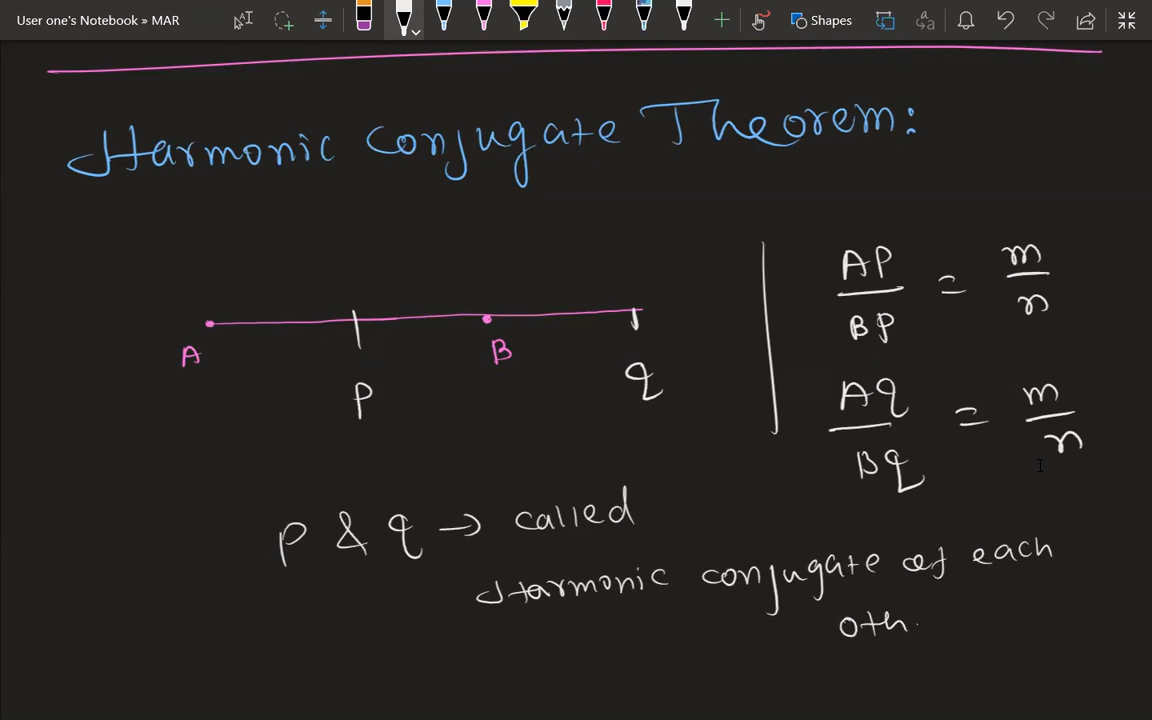 User one's Notebook » MAR
Shapes
Harmonic Conjugate Theorem:
A P B q
AP/BP = m/n
Aq/Bq = m/n
P & q → called
Harmonic conjugate of each
oth.